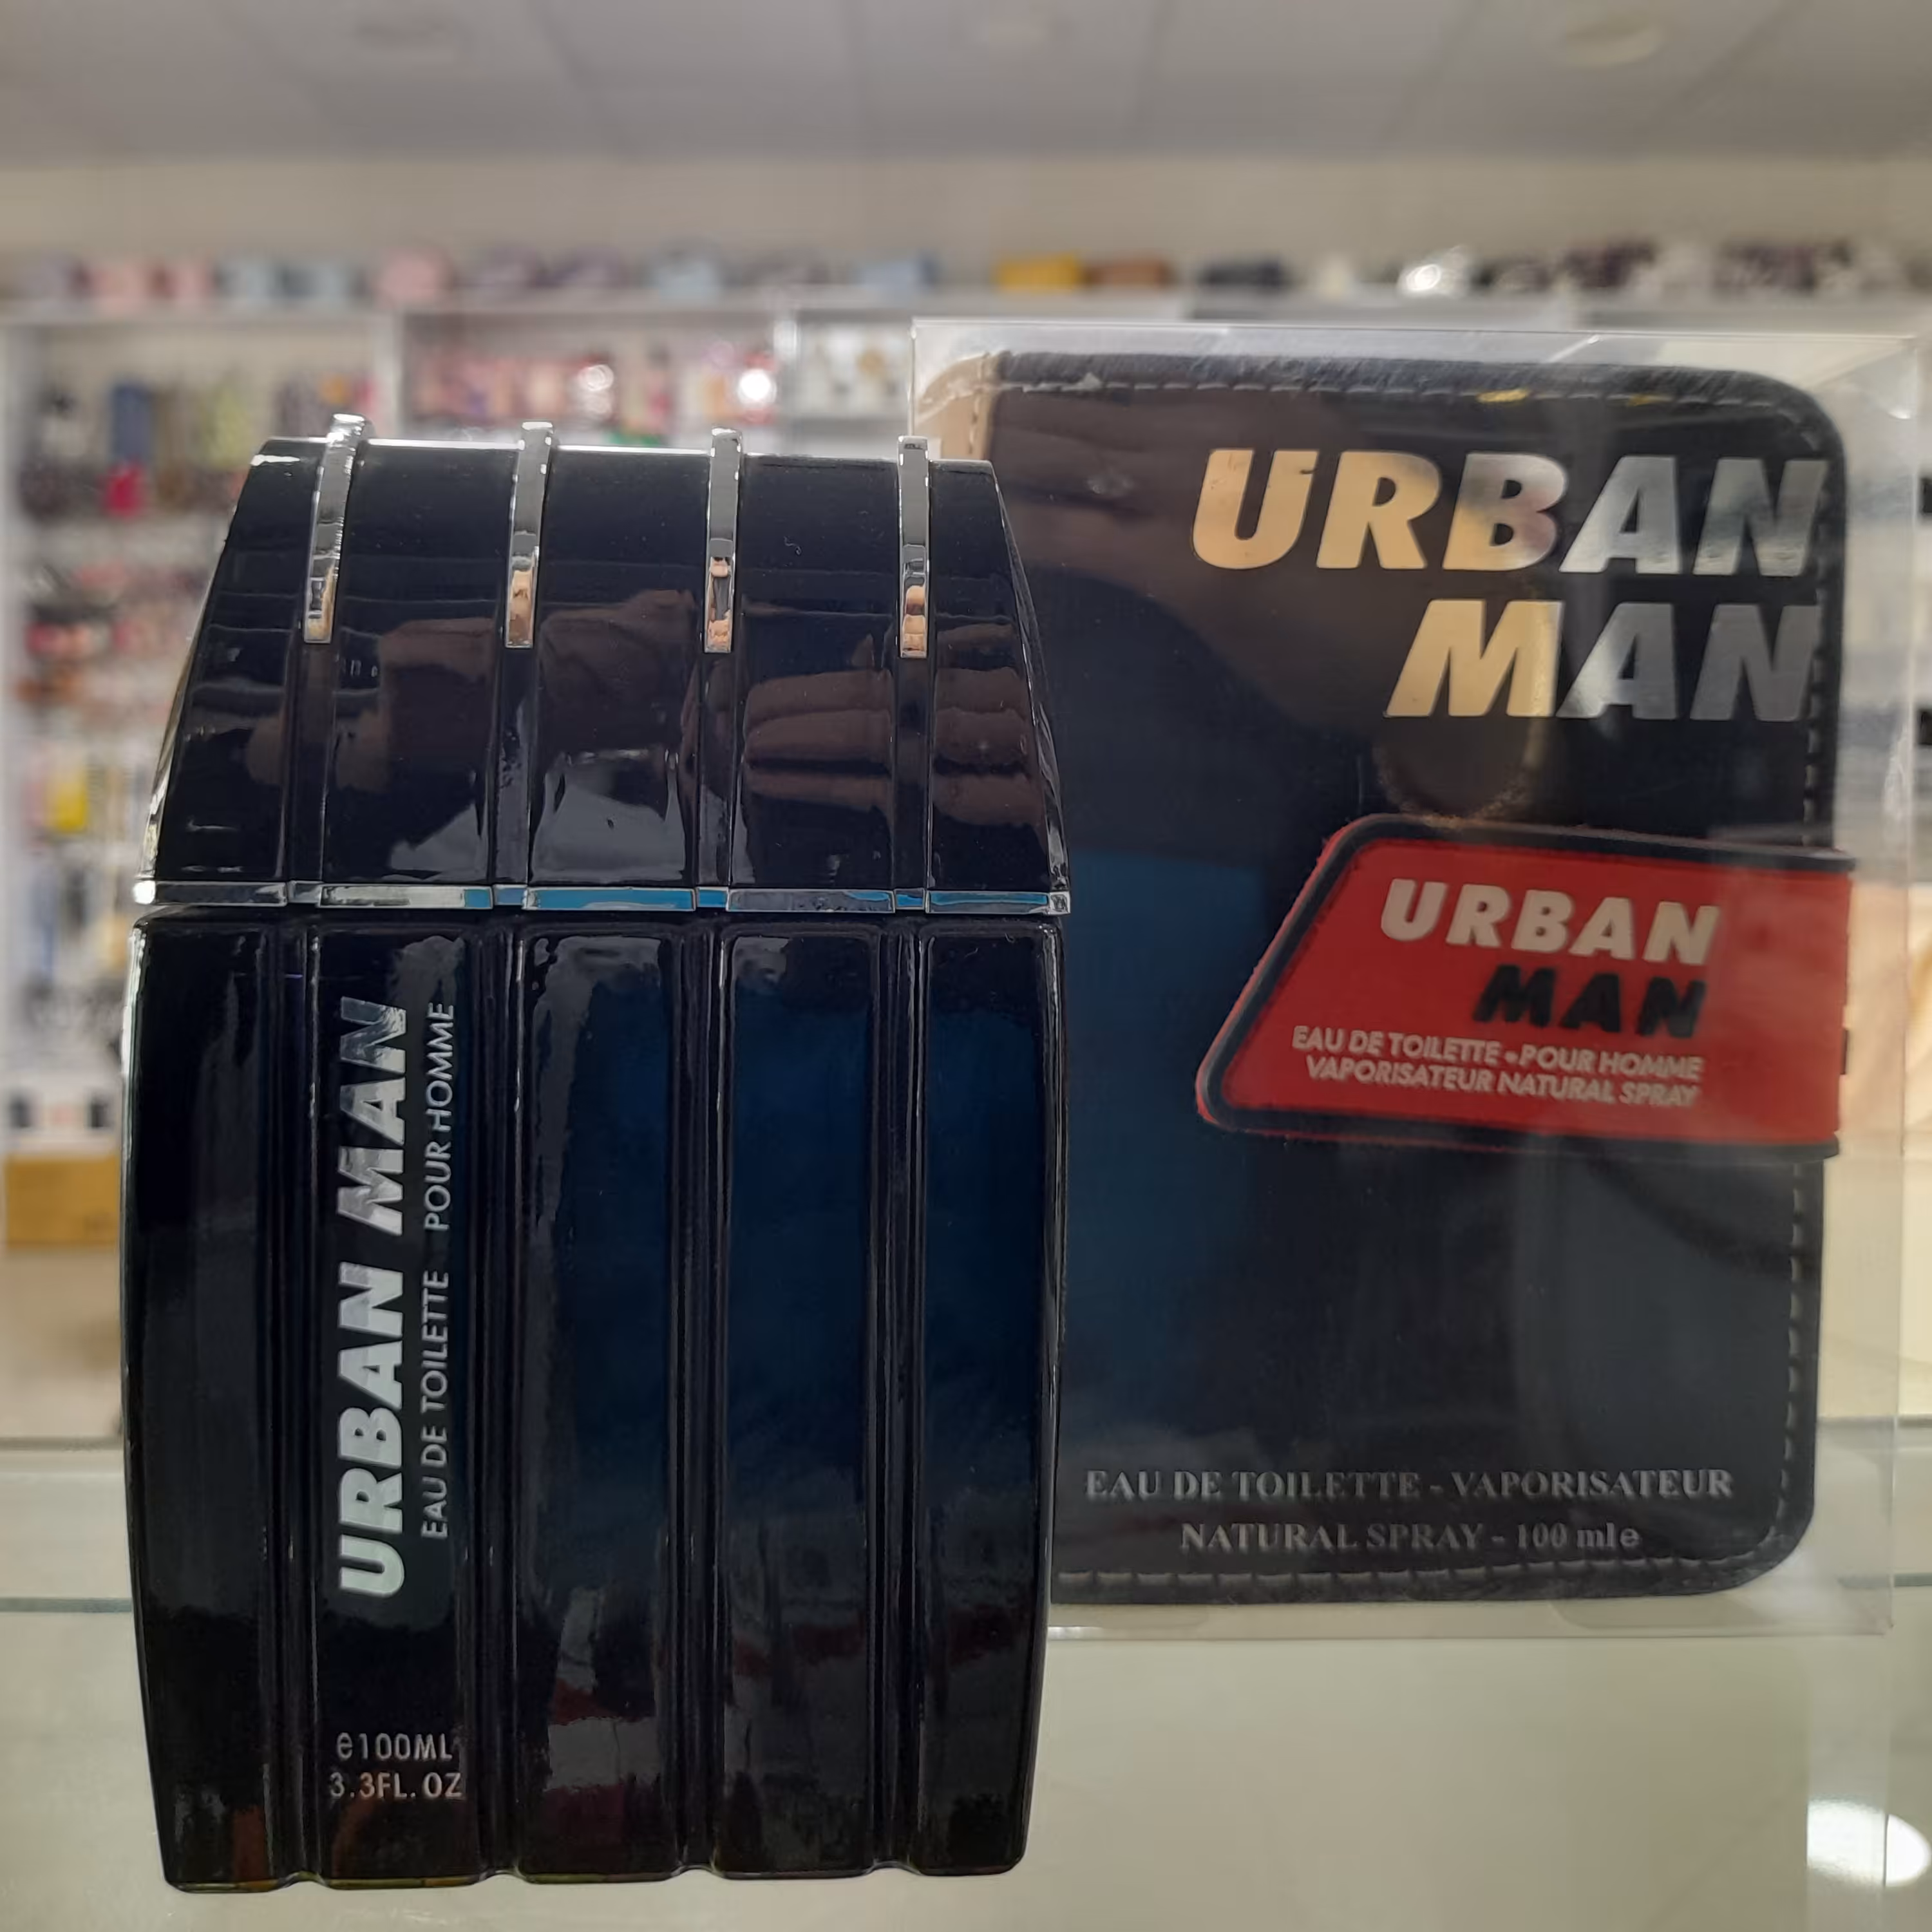 URBAN MAN
EAU DE TOILETTE POUR HOMME
e100ML
3.3FL.OZ
URBAN
MAN
URBAN
MAN
EAU DE TOILETTE • POUR HOMME
VAPORISATEUR NATURAL SPRAY
EAU DE TOILETTE - VAPORISATEUR
NATURAL SPRAY - 100 mle